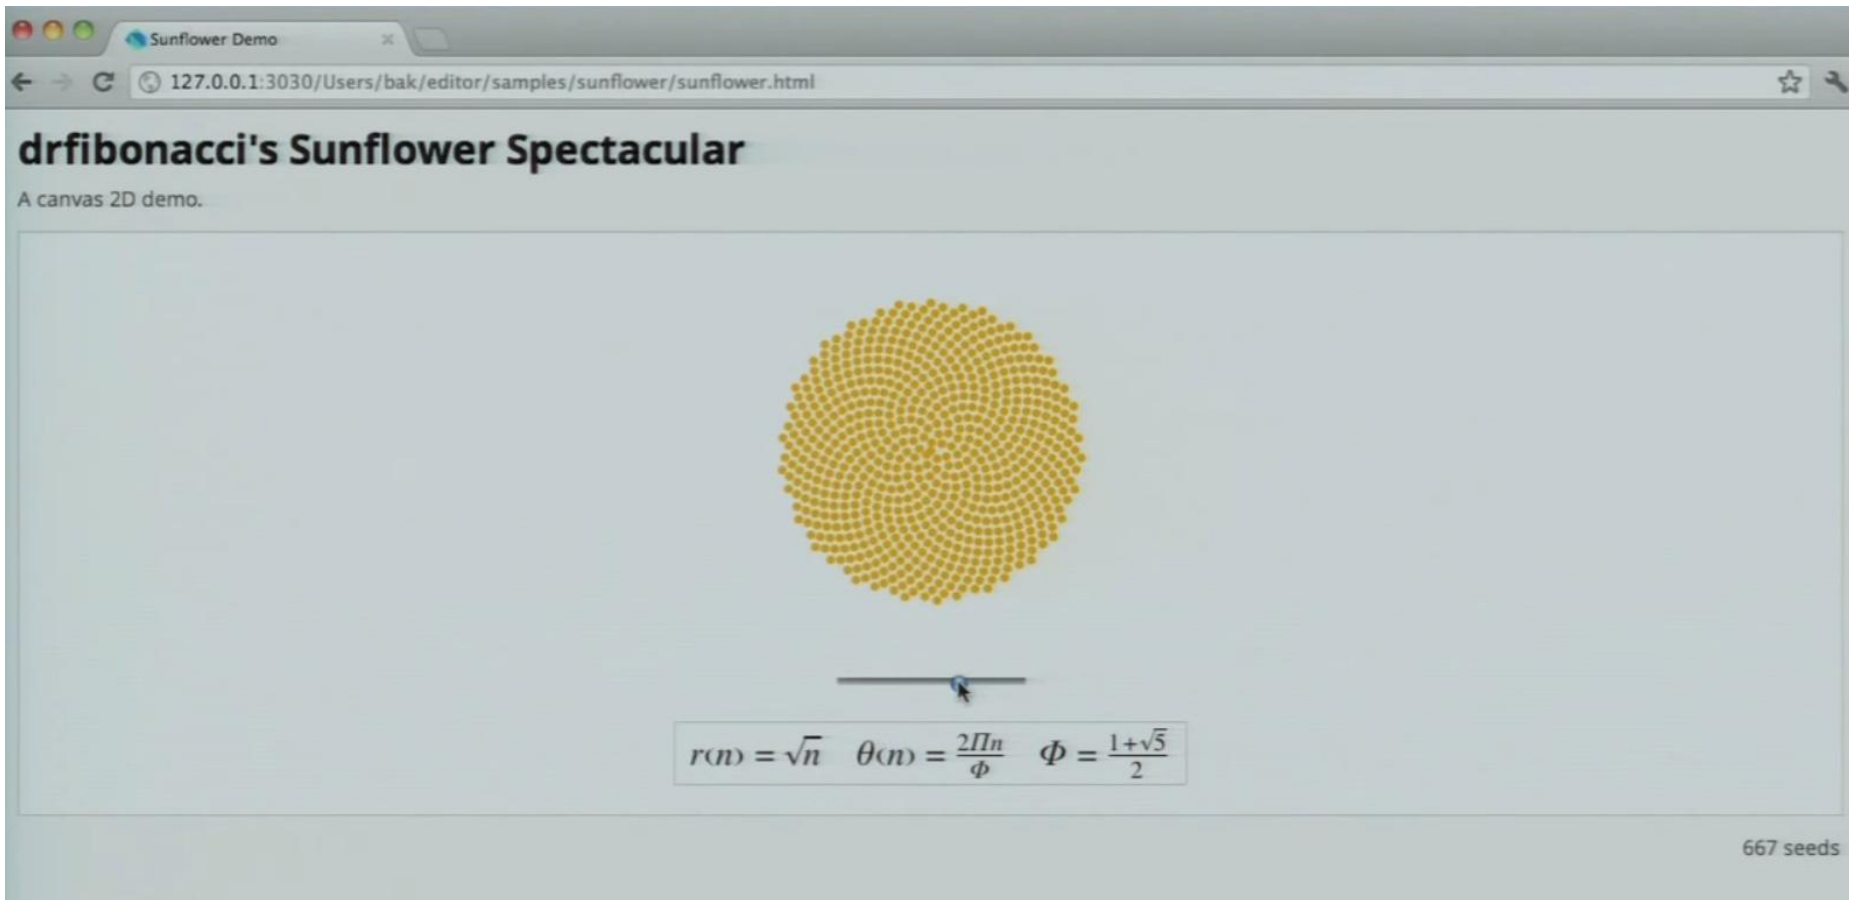 Sunflower Demo
127.0.0.1:3030/Users/bak/editor/samples/sunflower/sunflower.html
drfibonacci's Sunflower Spectacular
A canvas 2D demo.
r(n) = √n θ(n) = 2Πn/Φ Φ = 1+√5/2
667 seeds